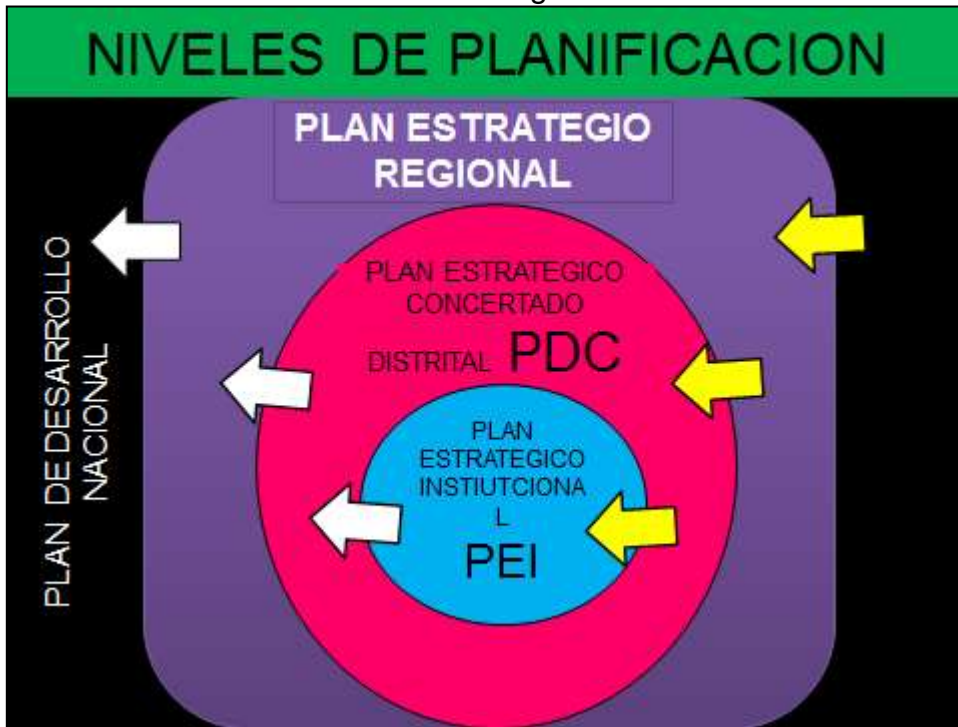 NIVELES DE PLANIFICACION
PLAN ESTRATEGIO
REGIONAL
PLAN ESTRATEGICO
CONCERTADO
DISTRITAL PDC
PLAN
ESTRATEGICO
INSTIUTCIONA
L
PEI
PLAN DE DESARROLLO
NACIONAL